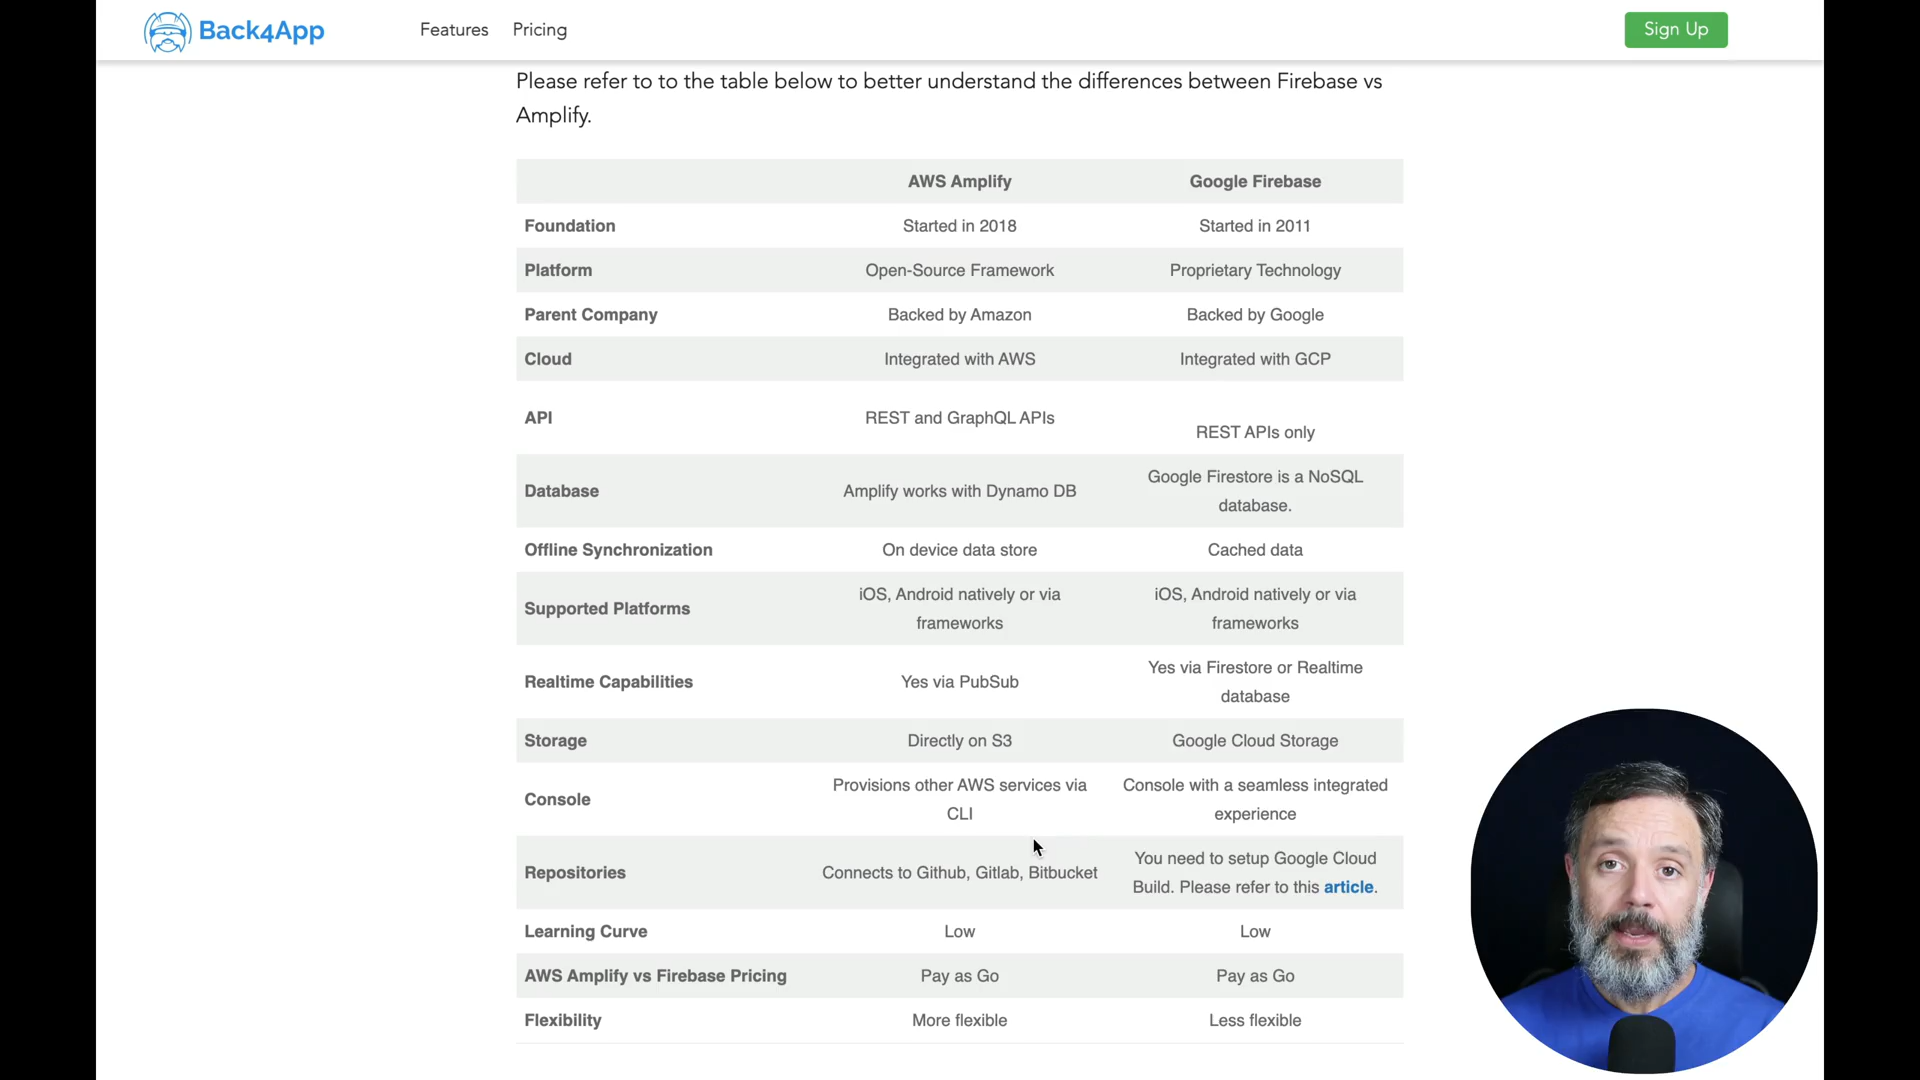 Back4App
Features Pricing
Sign Up
Please refer to to the table below to better understand the differences between Firebase vs
Amplify.
AWS Amplify Google Firebase
Foundation Started in 2018 Started in 2011
Platform Open-Source Framework Proprietary Technology
Parent Company Backed by Amazon Backed by Google
Cloud Integrated with AWS Integrated with GCP
API REST and GraphQL APIs REST APIs only
Database Amplify works with Dynamo DB Google Firestore is a NoSQL
database.
Offline Synchronization On device data store Cached data
Supported Platforms iOS, Android natively or via
frameworks iOS, Android natively or via
frameworks
Realtime Capabilities Yes via PubSub Yes via Firestore or Realtime
database
Storage Directly on S3 Google Cloud Storage
Console Provisions other AWS services via
CLI Console with a seamless integrated
experience
Repositories Connects to Github, Gitlab, Bitbucket You need to setup Google Cloud
Build. Please refer to this article.
Learning Curve Low Low
AWS Amplify vs Firebase Pricing Pay as Go Pay as Go
Flexibility More flexible Less flexible